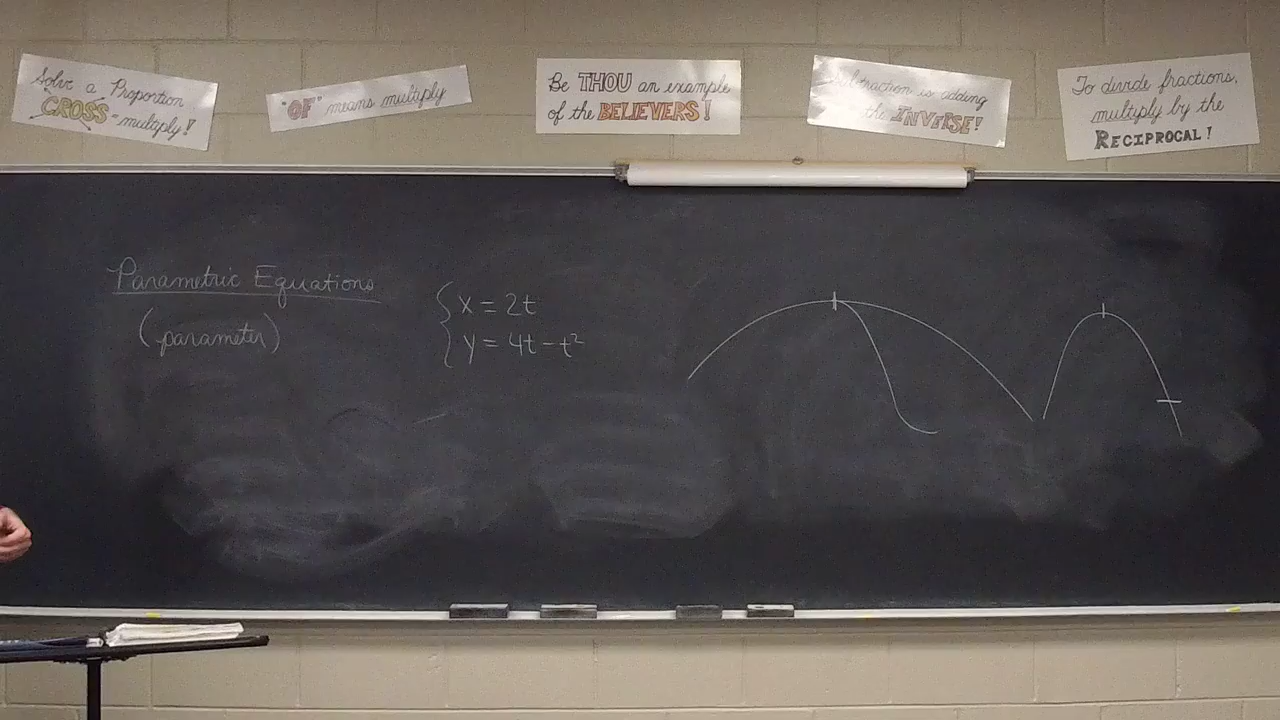 Solve a Proportion
CROSS-multiply!
"OF" means multiply
Be THOU an example
of the BELIEVERS!
Subtraction is adding
the INVERSE!
To divide fractions,
multiply by the
RECIPROCAL!
Parametric Equations
(parameter)
x = 2t
y = 4t - t²